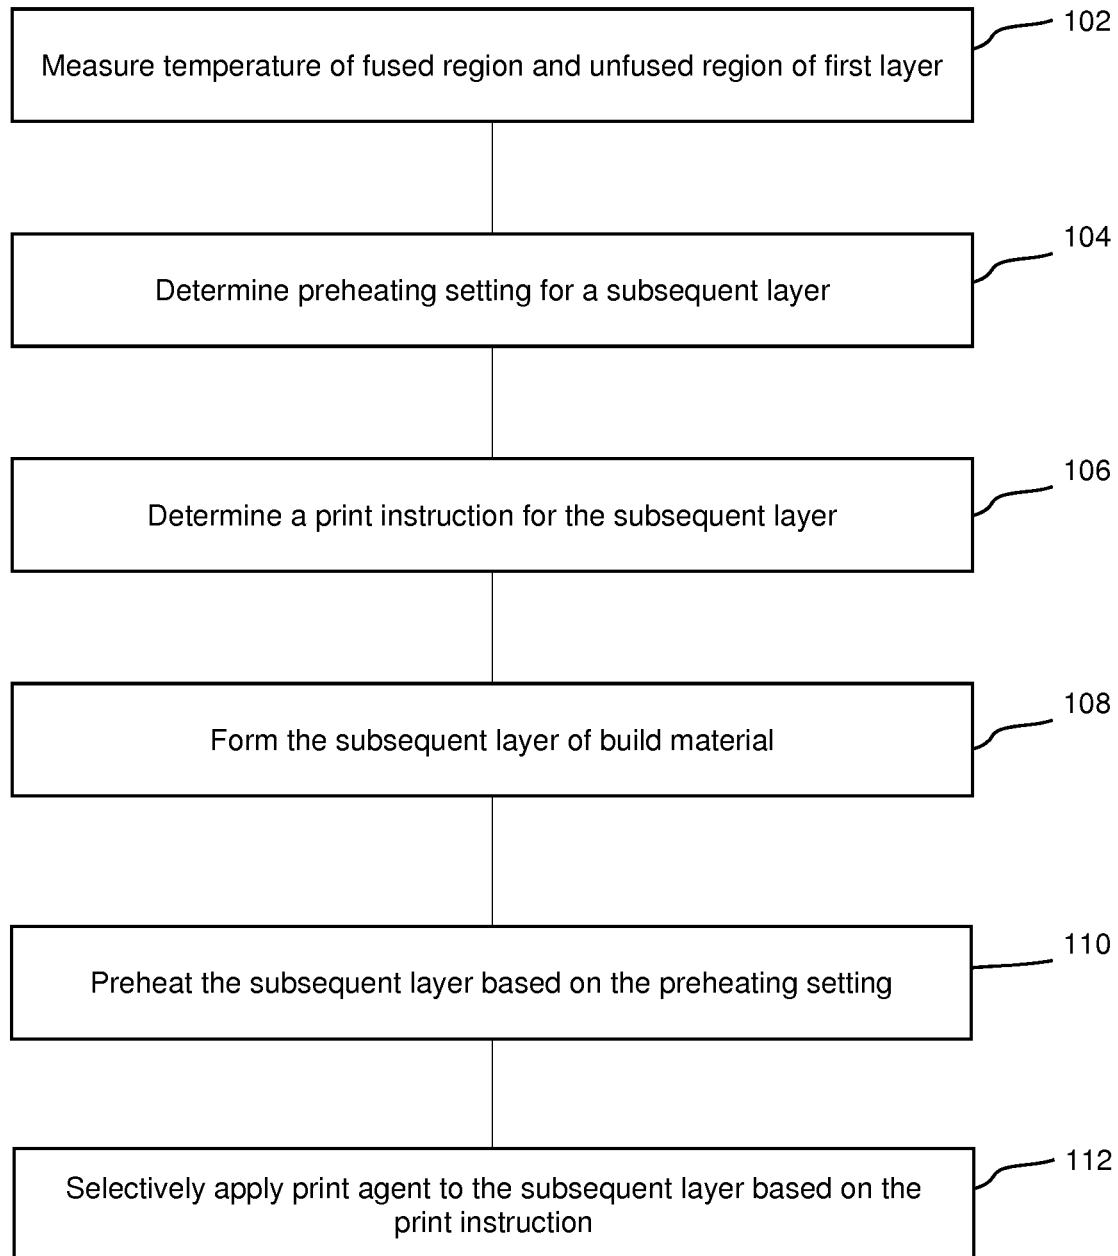 102
Measure temperature of fused region and unfused region of first layer
104
Determine preheating setting for a subsequent layer
106
Determine a print instruction for the subsequent layer
108
Form the subsequent layer of build material
110
Preheat the subsequent layer based on the preheating setting
112
Selectively apply print agent to the subsequent layer based on the
print instruction